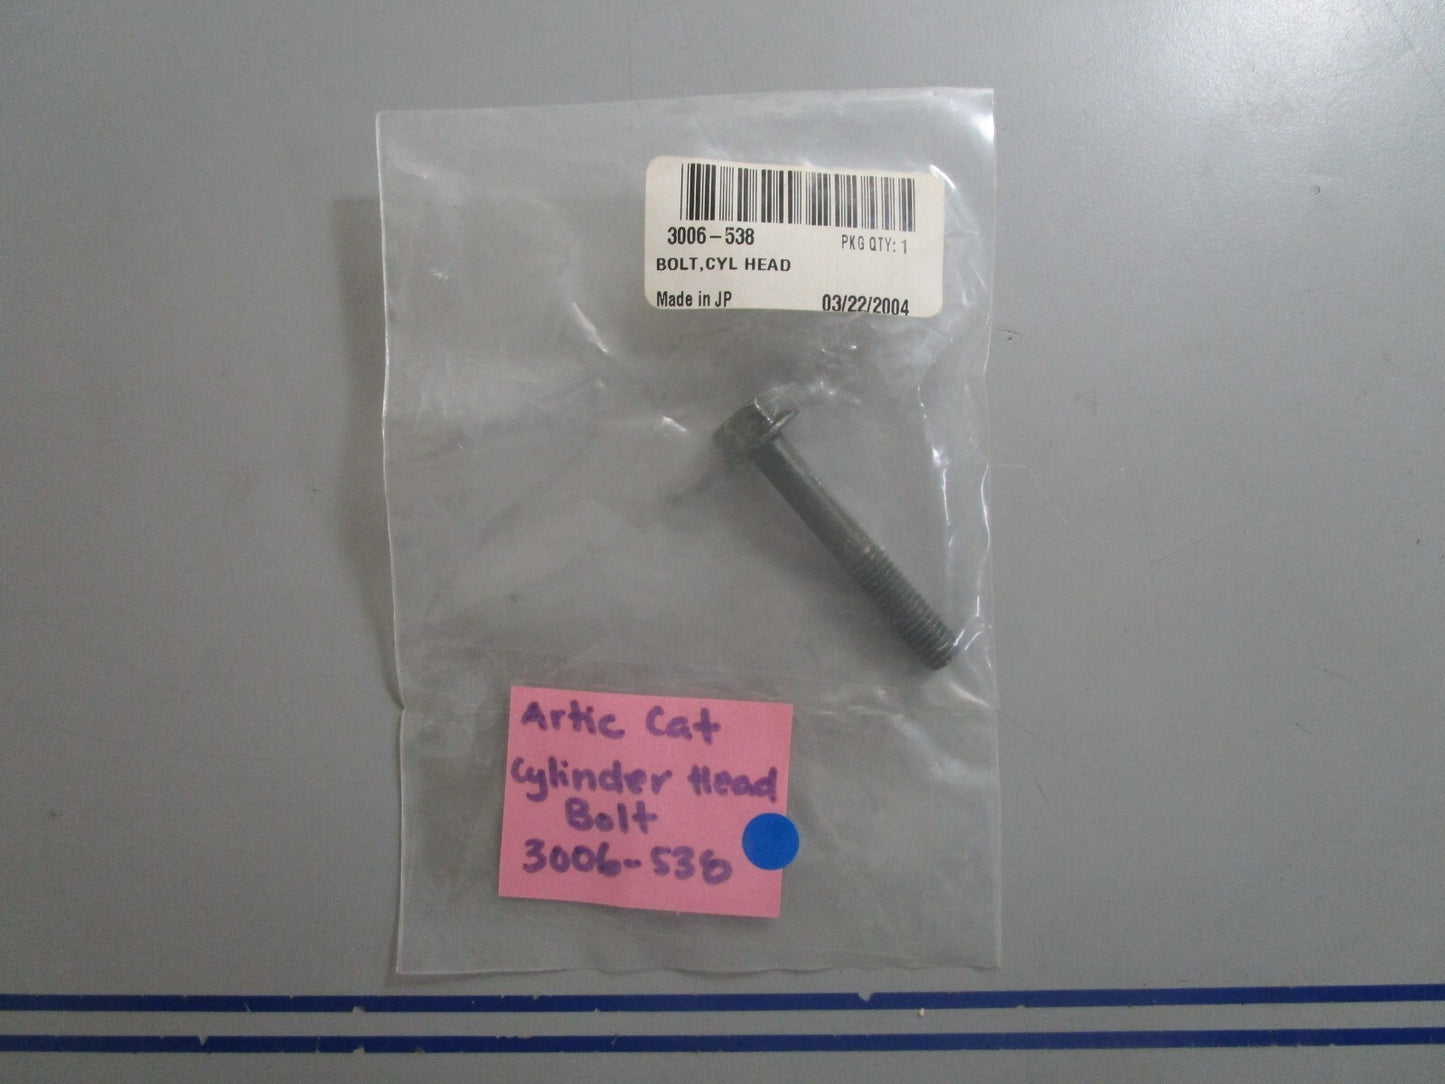 3006-538
PKG QTY: 1
BOLT,CYL HEAD
Made in JP
03/22/2004
Artic Cat
Cylinder Head
Bolt
3006-538